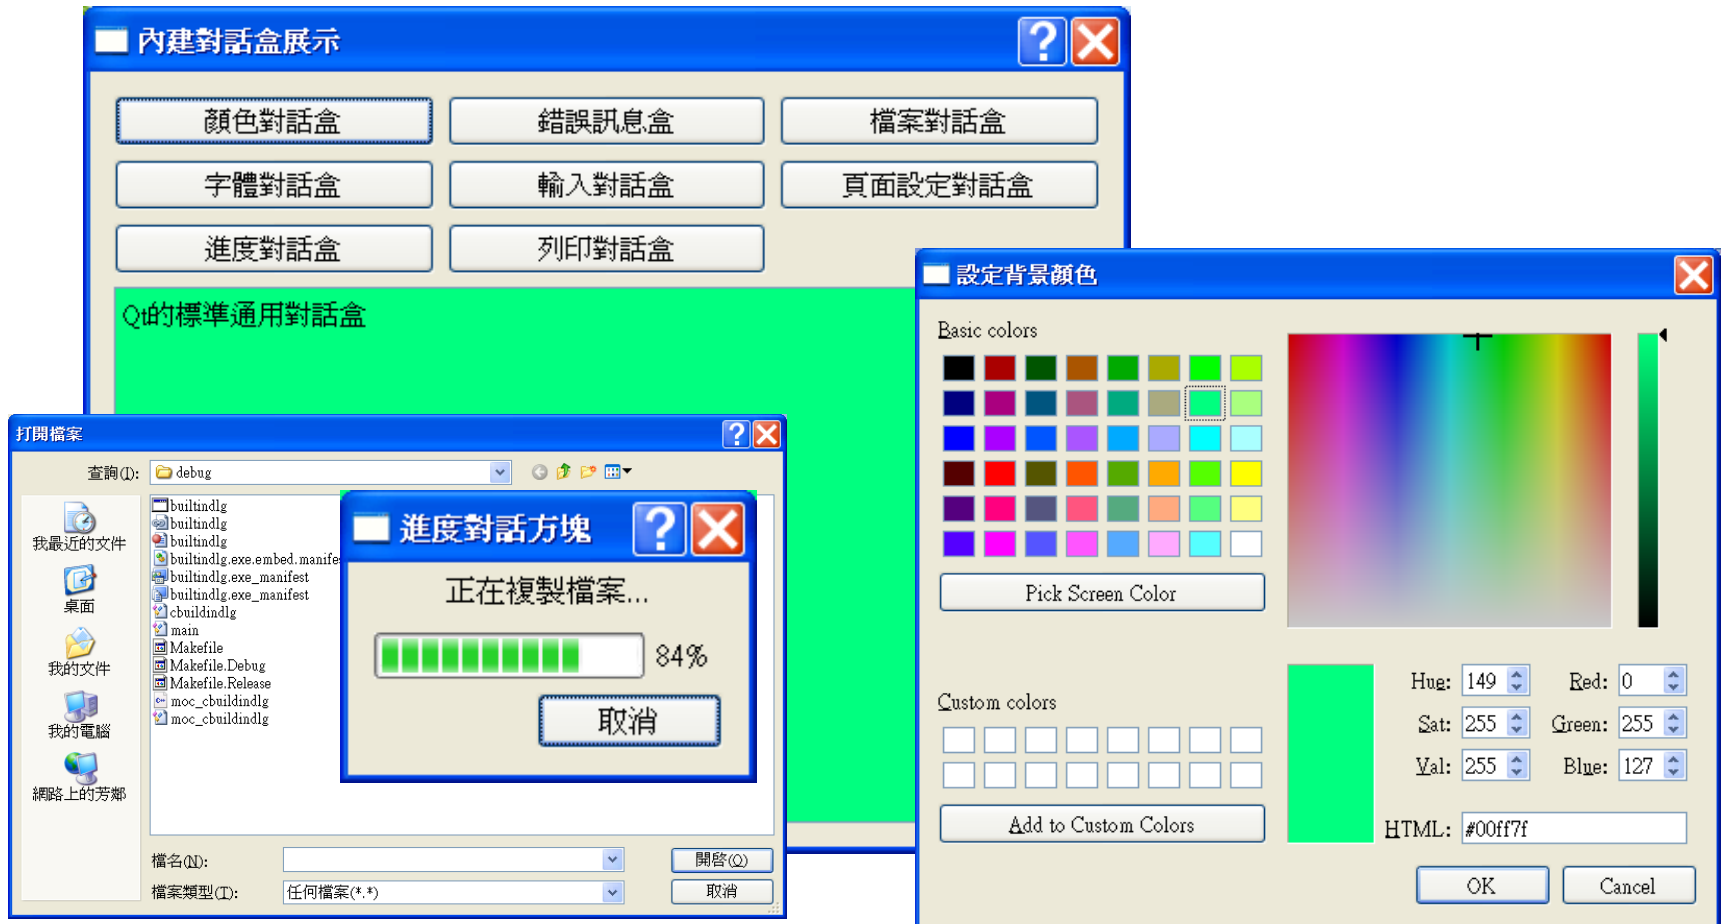 內建對話盒展示
顏色對話盒
錯誤訊息盒
檔案對話盒
字體對話盒
輸入對話盒
頁面設定對話盒
進度對話盒
列印對話盒
Qt的標準通用對話盒
打開檔案
查詢(I):
debug
我最近的文件
桌面
我的文件
我的電腦
網路上的芳鄰
builtindlg
builtindlg
builtindlg
builtindlg.exe.embed.manife
builtindlg.exe_manifest
builtindlg.exe_manifest
cbuildindlg
main
Makefile
Makefile.Debug
Makefile.Release
moc_cbuildindlg
moc_cbuildindlg
檔名(N):
開啓(O)
檔案類型(T):
任何檔案(*.*)
取消
進度對話方塊
正在複製檔案...
84%
取消
設定背景顏色
Basic colors
Pick Screen Color
Custom colors
Add to Custom Colors
Hue: 149
Red: 0
Sat: 255
Green: 255
Val: 255
Blue: 127
HTML: #00ff7f
OK
Cancel